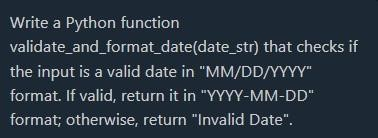 Write a Python function
validate_and_format_date(date_str) that checks if
the input is a valid date in "MM/DD/YYYY"
format. If valid, return it in "YYYY-MM-DD"
format; otherwise, return "Invalid Date".